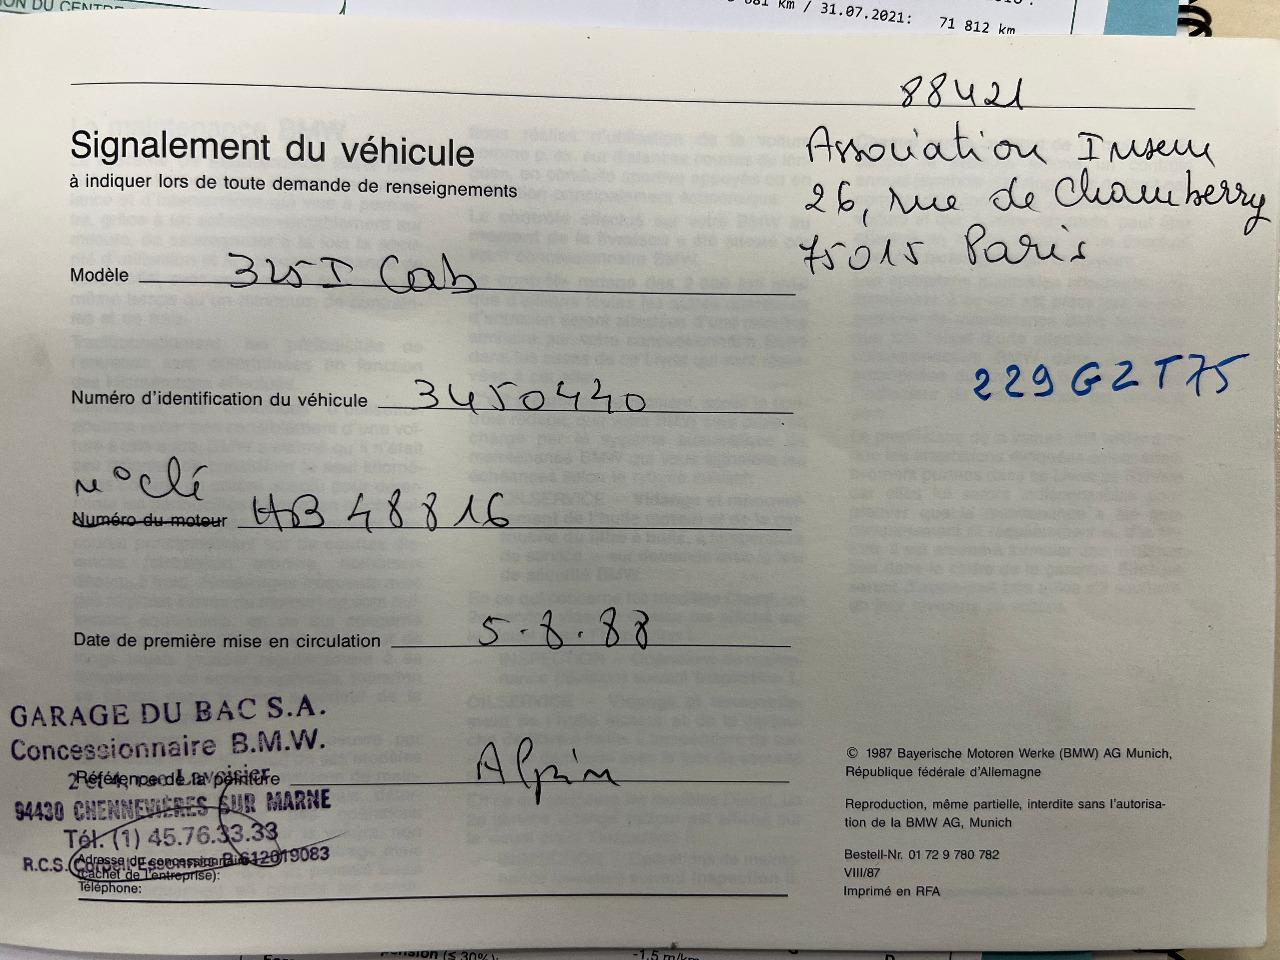 71 812 km
km / 31.07.2021:
88421
Association Inserm
26, rue de Chamberry
75015 Paris
Signalement du véhicule
à indiquer lors de toute demande de renseignements
Modèle 325 I Cab
229 GZT75
Numéro d'identification du véhicule 3450440
n° clé
Numéro du moteur HB 48816
Date de première mise en circulation 5.8.88
GARAGE DU BAC S.A.
Concessionnaire B.M.W.
Référence de la peinture Alpin
94430 CHENNEVIÈRES SUR MARNE
Tél. (1) 45.76.33.33
R.C.S. Corbeil Essonnes B 612019083
Adresse du concessionnaire
(cachet de l'entreprise):
Téléphone:
© 1987 Bayerische Motoren Werke (BMW) AG Munich,
République fédérale d'Allemagne
Reproduction, même partielle, interdite sans l'autorisa-
tion de la BMW AG, Munich
Bestell-Nr. 01 72 9 780 782
VIII/87
Imprimé en RFA